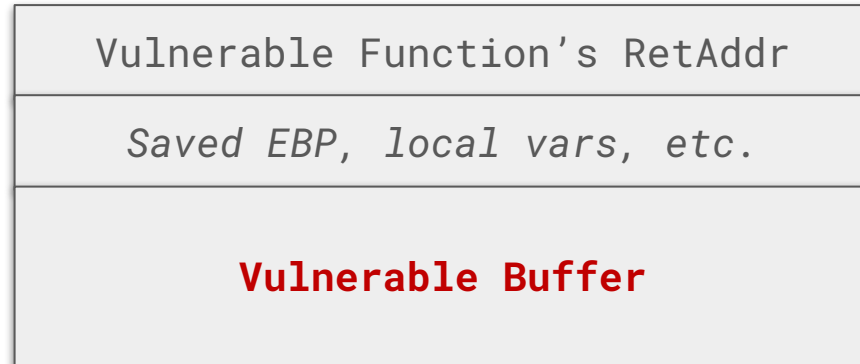 Vulnerable Function’s RetAddr
Saved EBP, local vars, etc.
Vulnerable Buffer